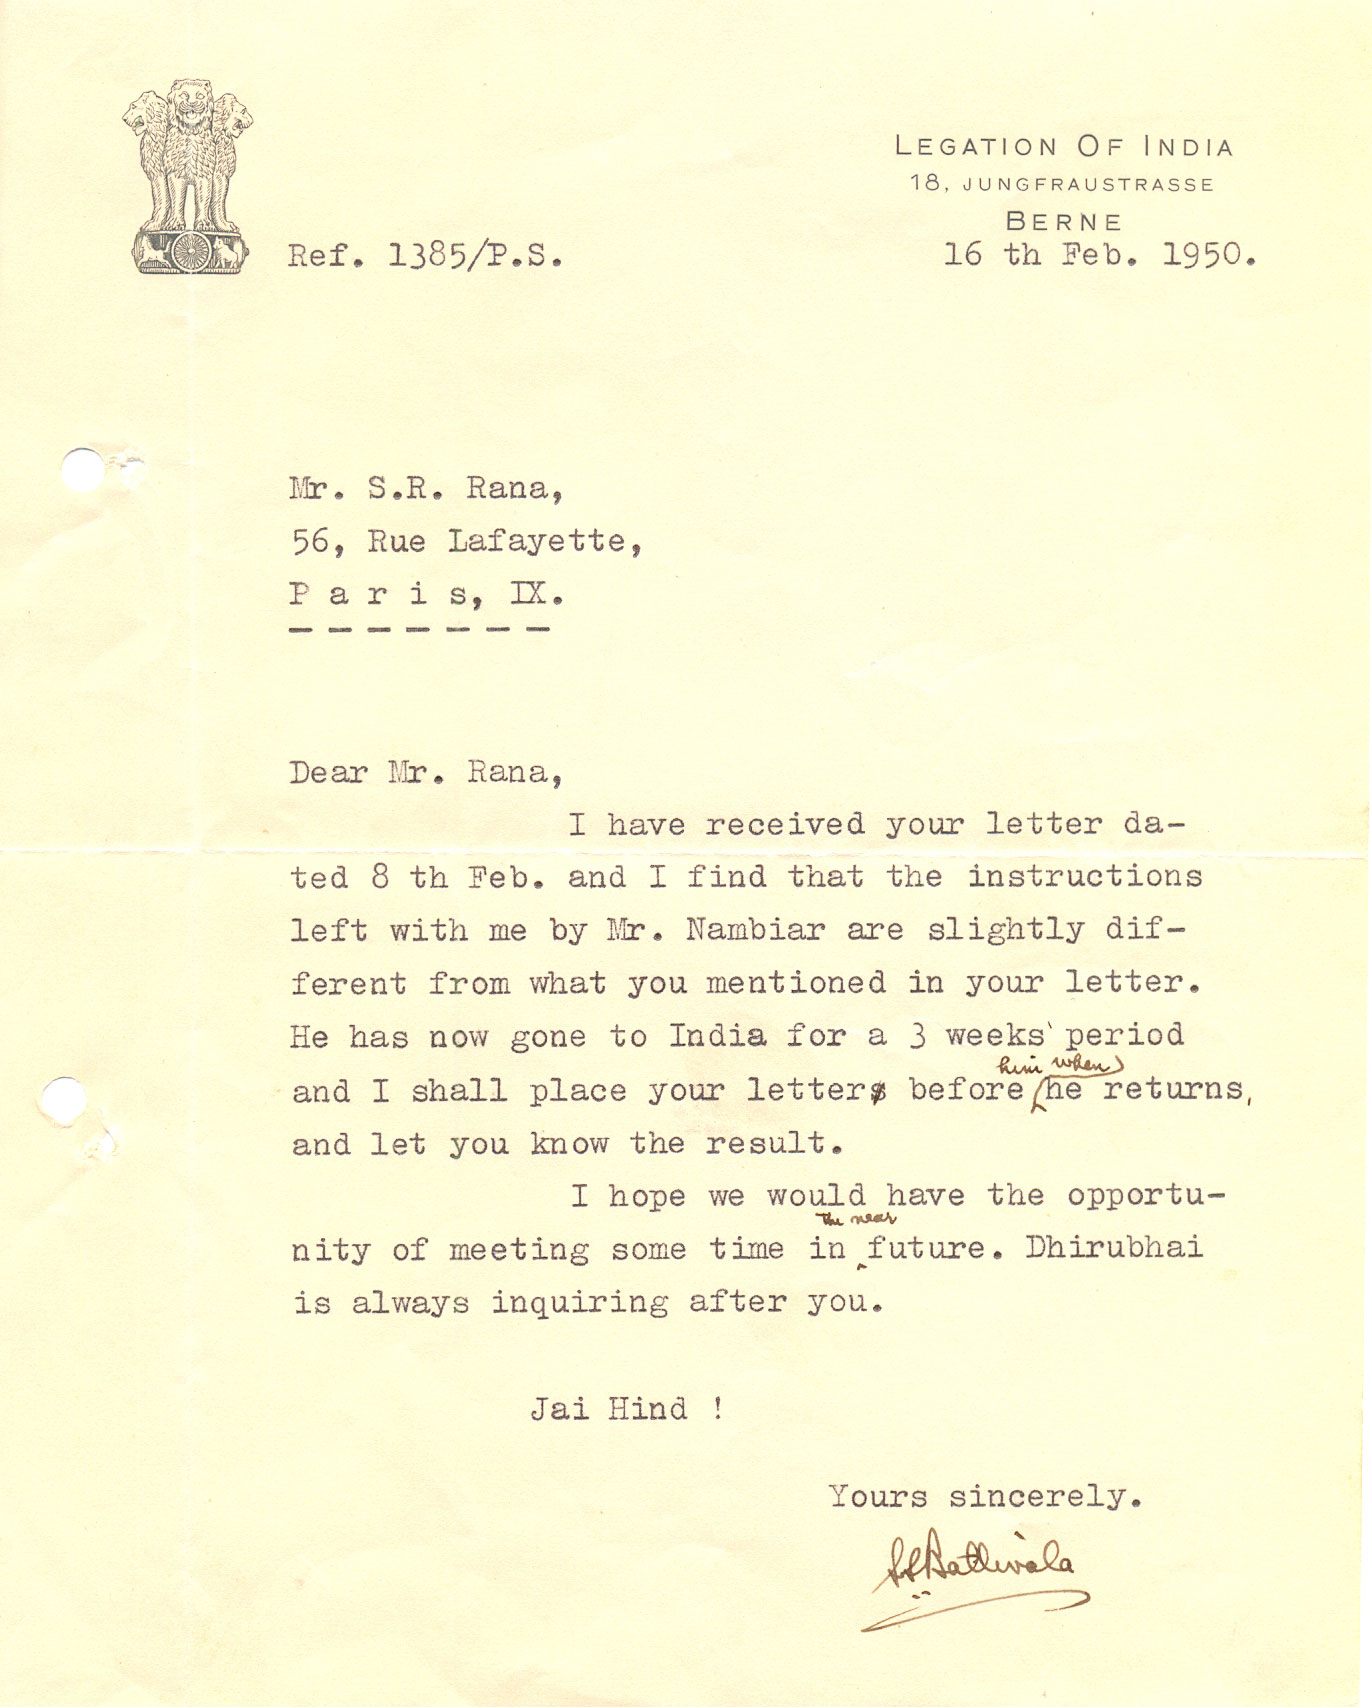 LEGATION OF INDIA
18, JUNGFRAUSTRASSE
BERNE
Ref. 1385/P.S.
16 th Feb. 1950.
Mr. S.R. Rana,
56, Rue Lafayette,
P a r i s, IX.
- - - - - - -
Dear Mr. Rana,
I have received your letter da-
ted 8 th Feb. and I find that the instructions
left with me by Mr. Nambiar are slightly dif-
ferent from what you mentioned in your letter.
He has now gone to India for a 3 weeks' period
and I shall place your letter before him when he returns,
and let you know the result.
I hope we would have the opportu-
nity of meeting some time in the near future. Dhirubhai
is always inquiring after you.
Jai Hind !
Yours sincerely.
SSBatliwala